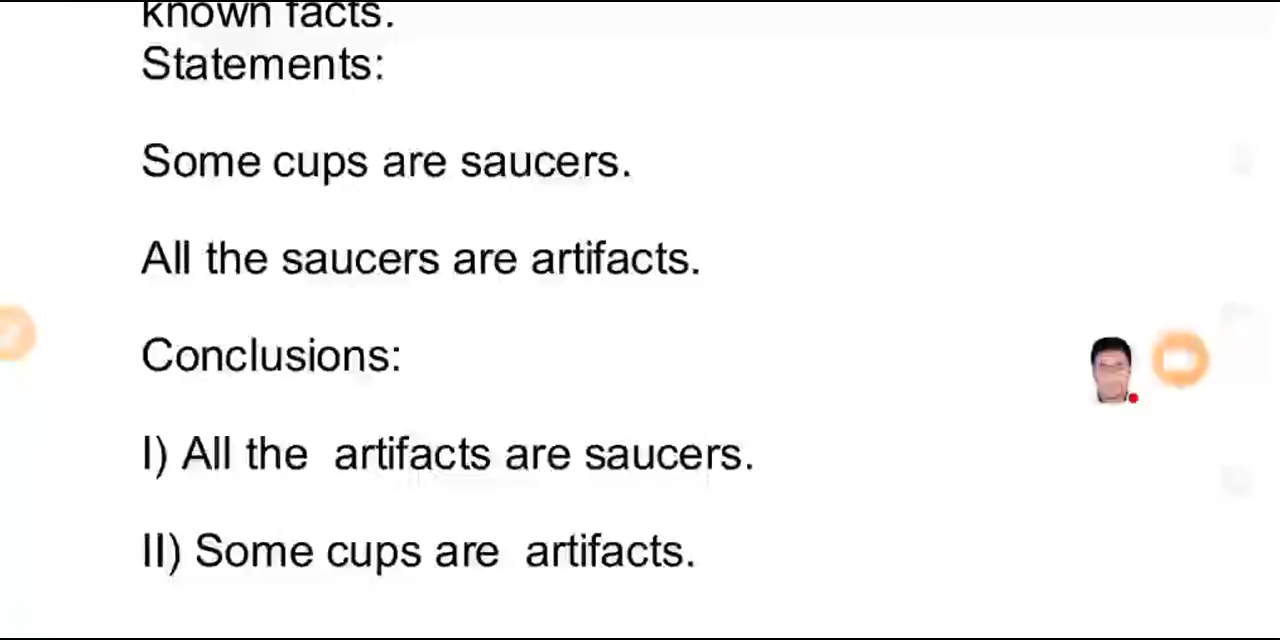 known facts.
Statements:
Some cups are saucers.
All the saucers are artifacts.
Conclusions:
I) All the artifacts are saucers.
II) Some cups are artifacts.